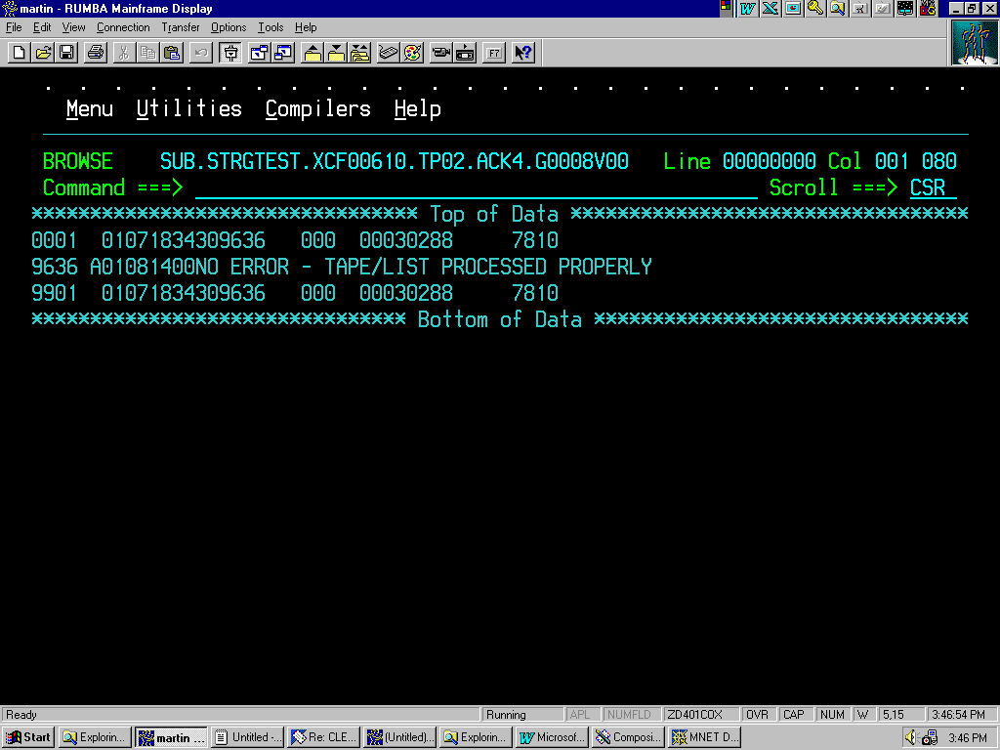 martin - RUMBA Mainframe Display
File Edit View Connection Transfer Options Tools Help
F7
Menu Utilities Compilers Help
BROWSE SUB.STRGTEST.XCF00610.TP02.ACK4.G0008V00 Line 00000000 Col 001 080
Command ===> Scroll ===> CSR
********************************* Top of Data **********************************
0001 01071834309636 000 00030288 7810
9636 A01081400NO ERROR - TAPE/LIST PROCESSED PROPERLY
9901 01071834309636 000 00030288 7810
******************************** Bottom of Data ********************************
Ready Running APL NUMFLD ZD401COX OVR CAP NUM W 5,15 3:46:54 PM
Start Explorin... martin ... Untitled -... Re: CLE... (Untitled)... Explorin... Microsof... Composi... MNET D... 3:46 PM